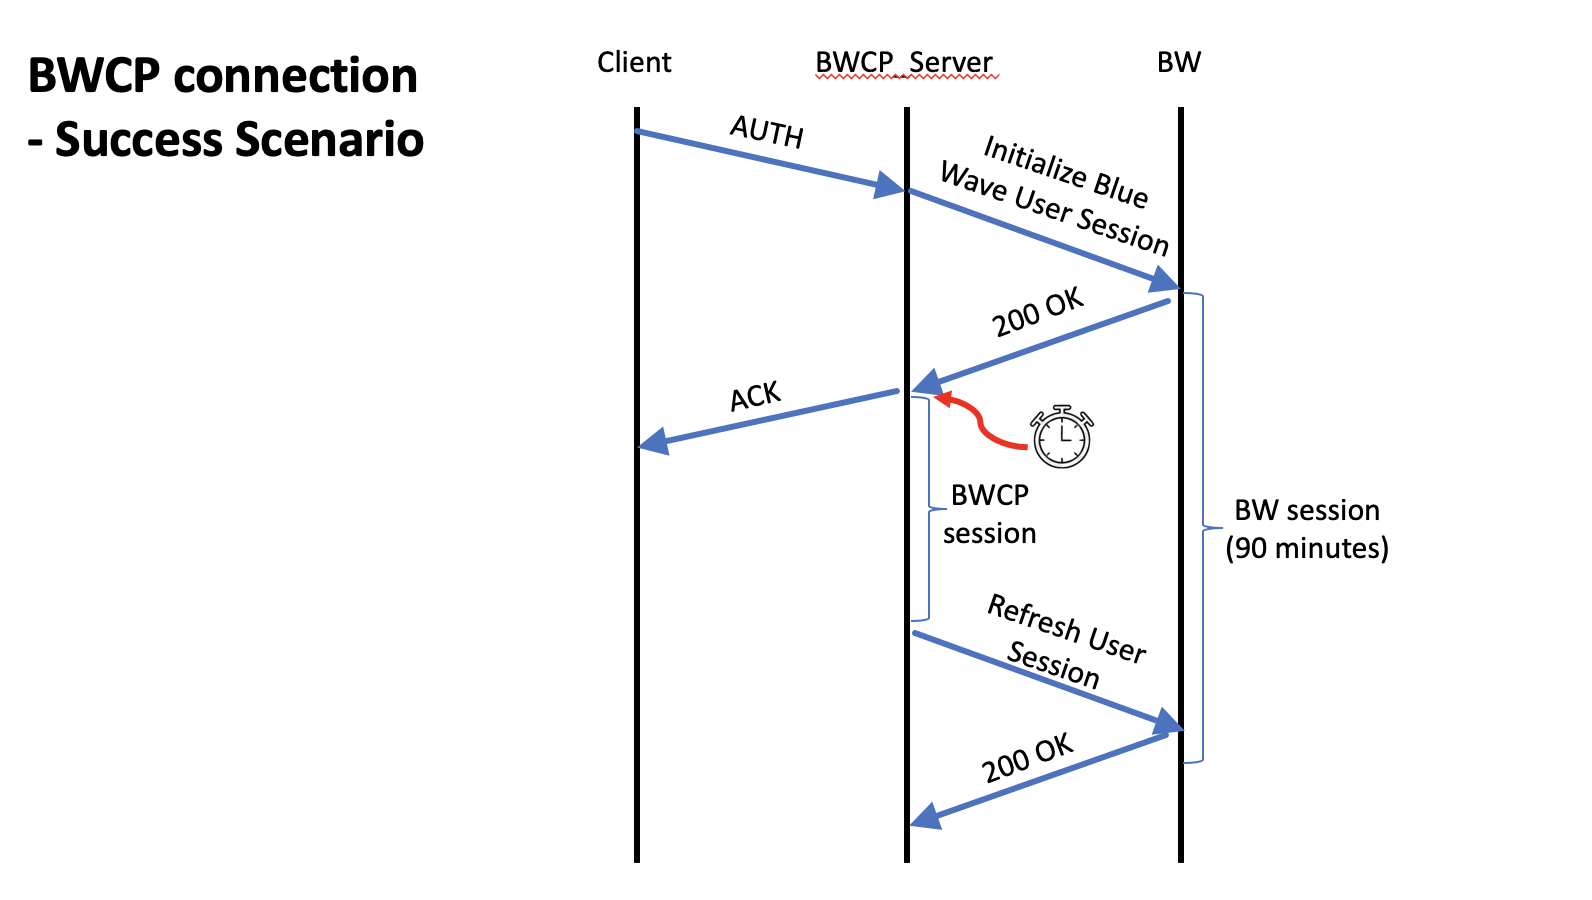 BWCP connection
- Success Scenario
Client
BWCP_Server
BW
AUTH
Initialize Blue
Wave User Session
200 OK
ACK
BWCP
session
BW session
(90 minutes)
Refresh User
Session
200 OK